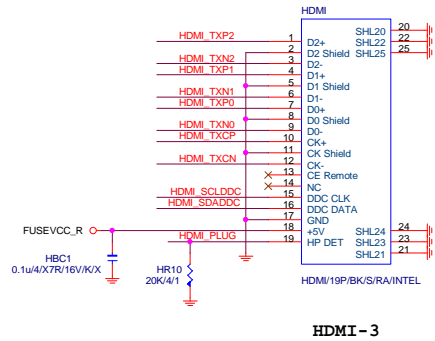 HDMI
HDMI_TXP2 1 D2+ SHL20 20
2 D2 Shield SHL22 22
HDMI_TXN2 3 D2- SHL25 25
HDMI_TXP1 4 D1+
5 D1 Shield
HDMI_TXN1 6 D1-
HDMI_TXP0 7 D0+
8 D0 Shield
HDMI_TXN0 9 D0-
HDMI_TXCP 10 CK+
11 CK Shield
HDMI_TXCN 12 CK-
13 CE Remote
14 NC
HDMI_SCLDDC 15 DDC CLK
HDMI_SDADDC 16 DDC DATA
17 GND
FUSEVCC_R 18 +5V SHL24 24
HDMI_PLUG 19 HP DET SHL23 23
SHL21 21
HBC1
0.1u/4/X7R/16V/K/X
HR10
20K/4/1
HDMI/19P/BK/S/RA/INTEL
HDMI-3